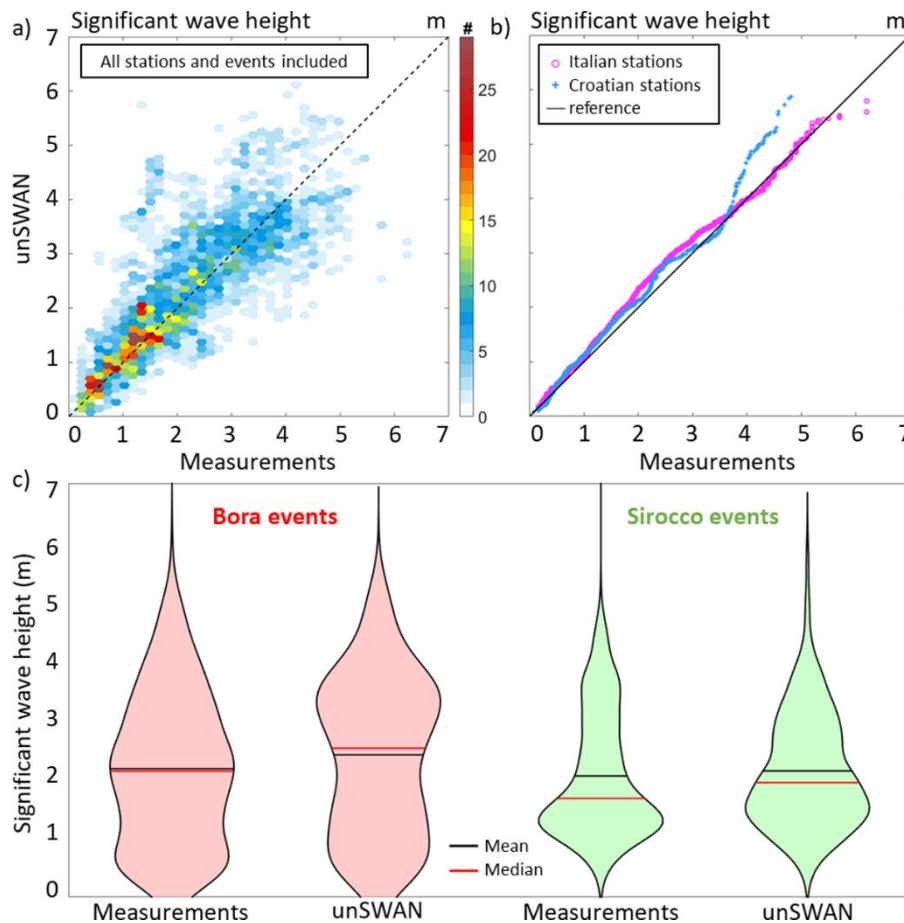 a) Significant wave height m
7
6
5
4
3
2
1
0
unSWAN
All stations and events included
0 1 2 3 4 5 6 7
Measurements
#
25
20
15
10
5
0
b) Significant wave height m
Italian stations
Croatian stations
reference
0 1 2 3 4 5 6 7
Measurements
c)
7
6
5
4
3
2
1
0
Significant wave height (m)
Bora events
Sirocco events
Mean
Median
Measurements unSWAN Measurements unSWAN